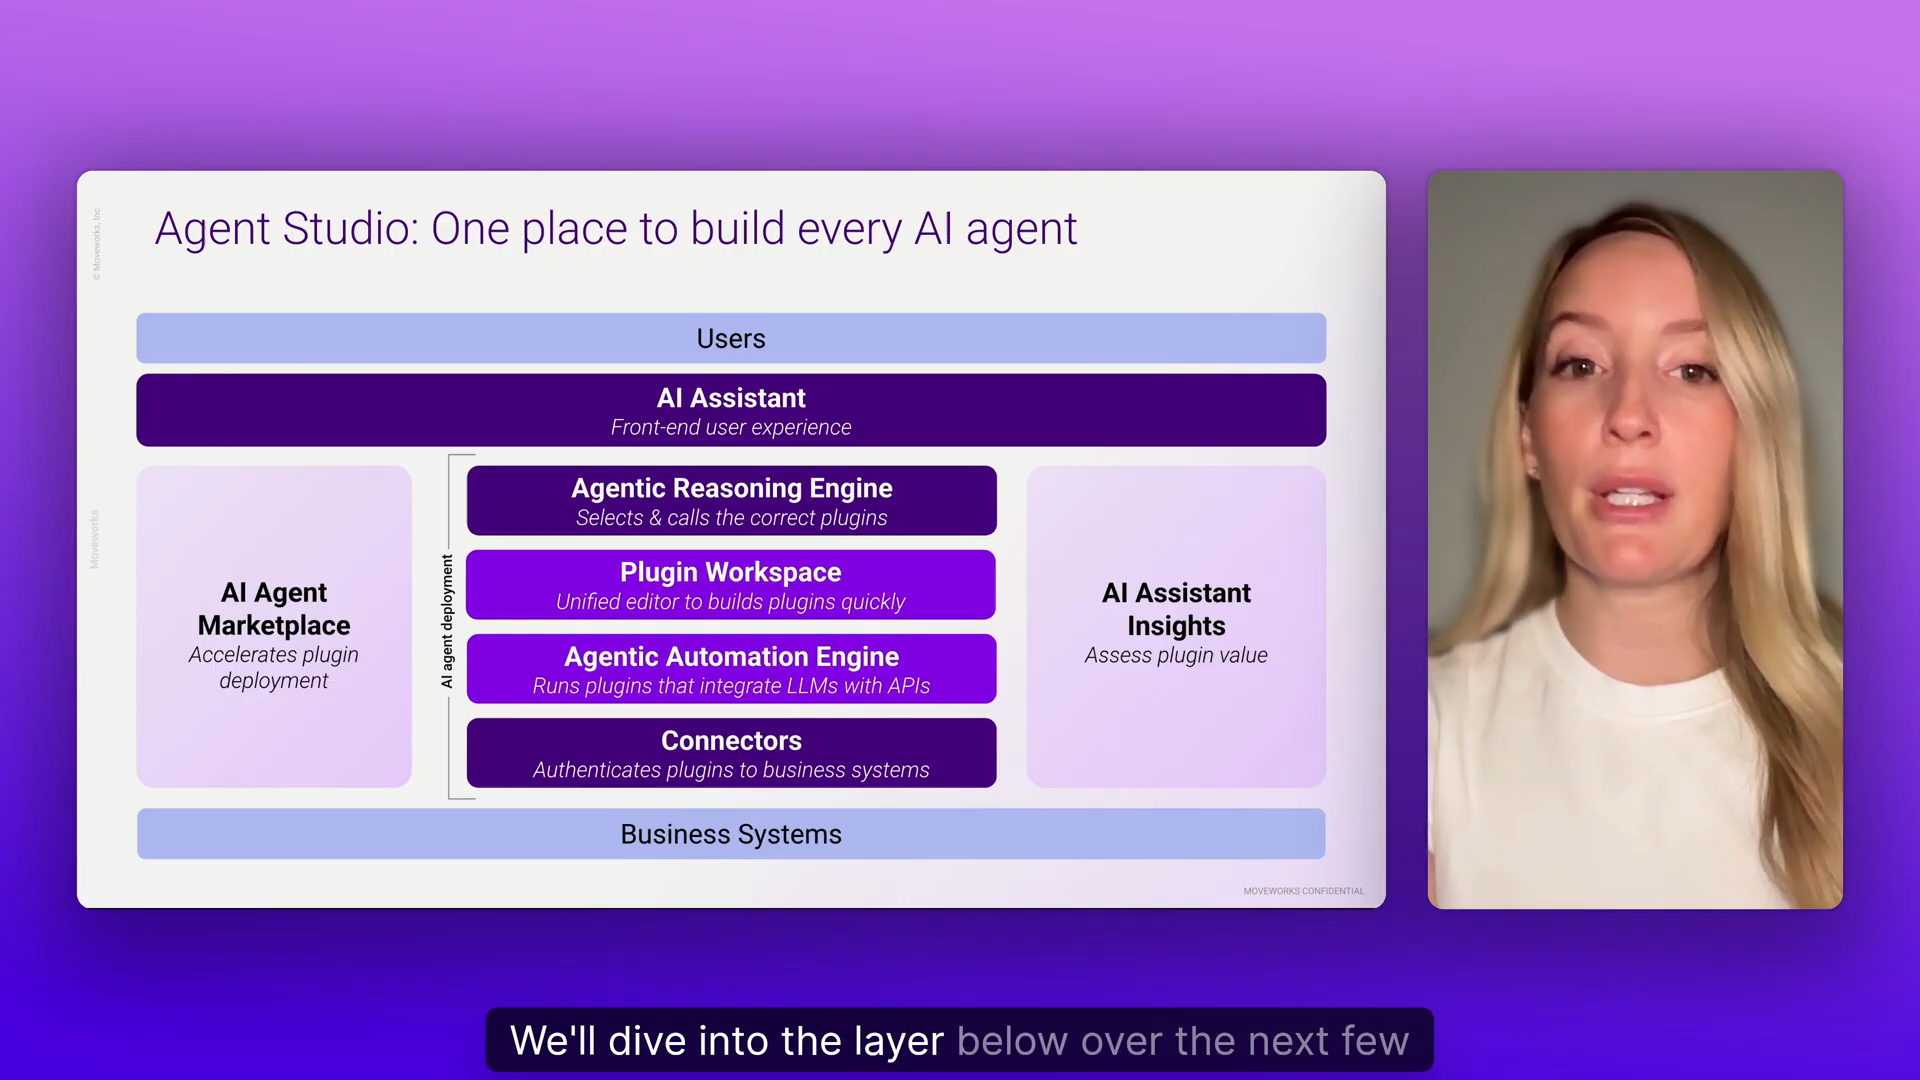 © Moveworks, Inc
Moveworks
Agent Studio: One place to build every AI agent
Users
AI Assistant
Front-end user experience
AI Agent
Marketplace
Accelerates plugin
deployment
AI agent deployment
Agentic Reasoning Engine
Selects & calls the correct plugins
Plugin Workspace
Unified editor to builds plugins quickly
Agentic Automation Engine
Runs plugins that integrate LLMs with APIs
Connectors
Authenticates plugins to business systems
AI Assistant
Insights
Assess plugin value
Business Systems
MOVEWORKS CONFIDENTIAL
We'll dive into the layer below over the next few